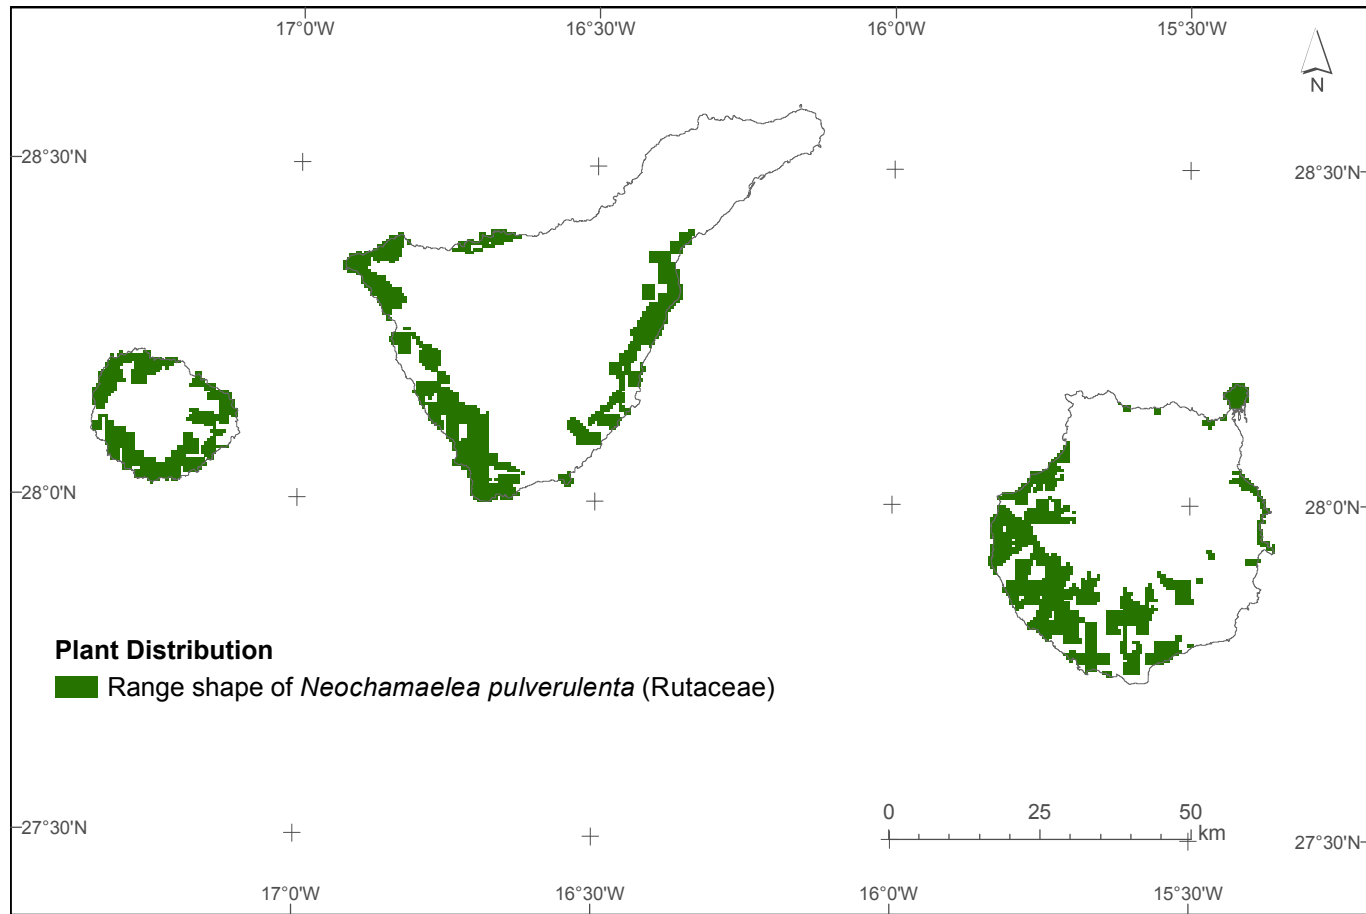 17°0'W 16°30'W 16°0'W 15°30'W
N
28°30'N 28°30'N
28°0'N 28°0'N
Plant Distribution
Range shape of Neochamaelea pulverulenta (Rutaceae)
0 25 50
km
27°30'N 27°30'N
17°0'W 16°30'W 16°0'W 15°30'W